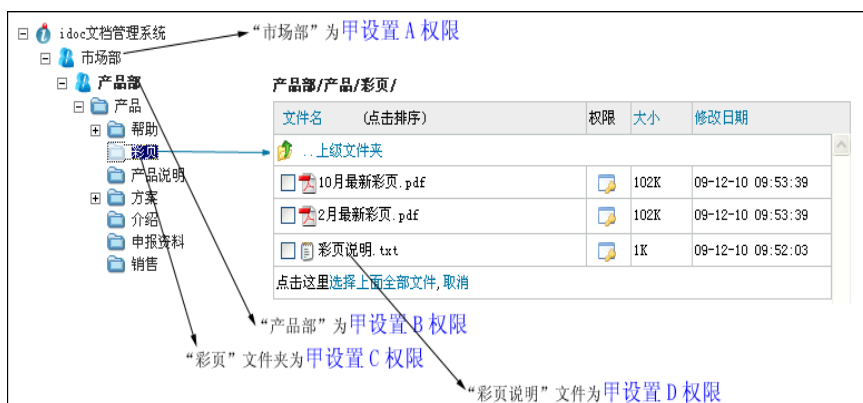 idoc文档管理系统
市场部
产品部
产品
帮助
彩页
产品说明
方案
介绍
申报资料
销售
“市场部”为甲设置A权限
产品部/产品/彩页/
文件名 (点击排序) 权限 大小 修改日期
..上级文件夹
10月最新彩页.pdf 102K 09-12-10 09:53:39
2月最新彩页.pdf 102K 09-12-10 09:53:39
彩页说明.txt 1K 09-12-10 09:52:03
点击这里选择上面全部文件,取消
“产品部”为甲设置B权限
“彩页”文件夹为甲设置C权限
“彩页说明”文件为甲设置D权限